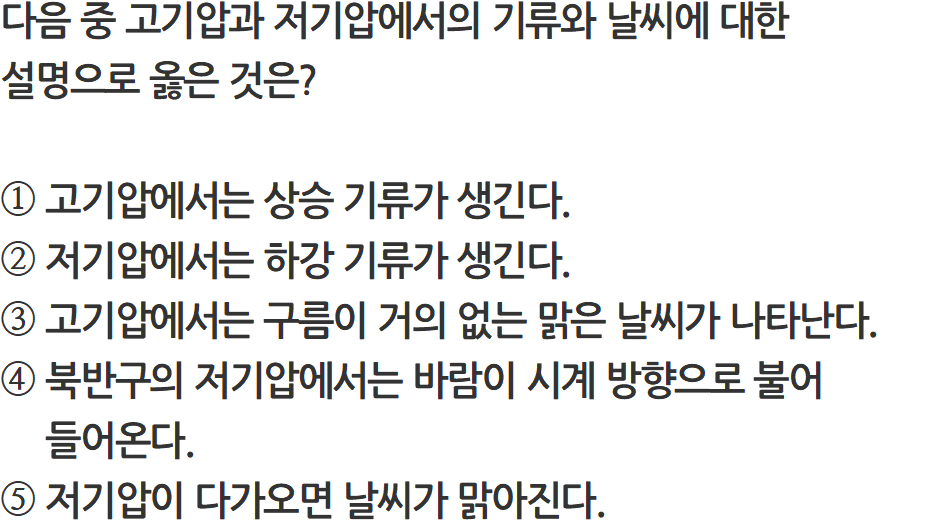 다음 중 고기압과 저기압에서의 기류와 날씨에 대한
설명으로 옳은 것은?
① 고기압에서는 상승 기류가 생긴다.
② 저기압에서는 하강 기류가 생긴다.
③ 고기압에서는 구름이 거의 없는 맑은 날씨가 나타난다.
④ 북반구의 저기압에서는 바람이 시계 방향으로 불어
들어온다.
⑤ 저기압이 다가오면 날씨가 맑아진다.